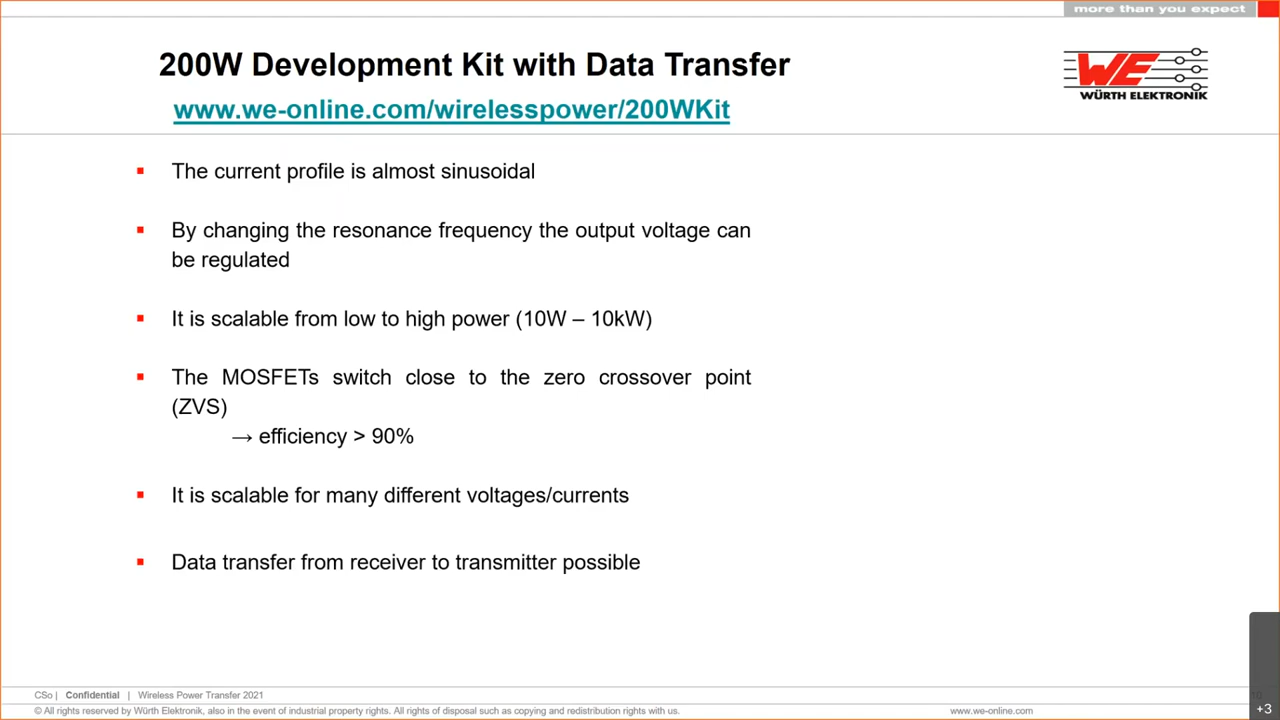 more than you expect
200W Development Kit with Data Transfer
www.we-online.com/wirelesspower/200WKit
WE
WÜRTH ELEKTRONIK
▪ The current profile is almost sinusoidal
▪ By changing the resonance frequency the output voltage can
be regulated
▪ It is scalable from low to high power (10W – 10kW)
▪ The MOSFETs switch close to the zero crossover point
(ZVS)
→ efficiency > 90%
▪ It is scalable for many different voltages/currents
▪ Data transfer from receiver to transmitter possible
CSo | Confidential | Wireless Power Transfer 2021
© All rights reserved by Würth Elektronik, also in the event of industrial property rights. All rights of disposal such as copying and redistribution rights with us.
www.we-online.com
+3